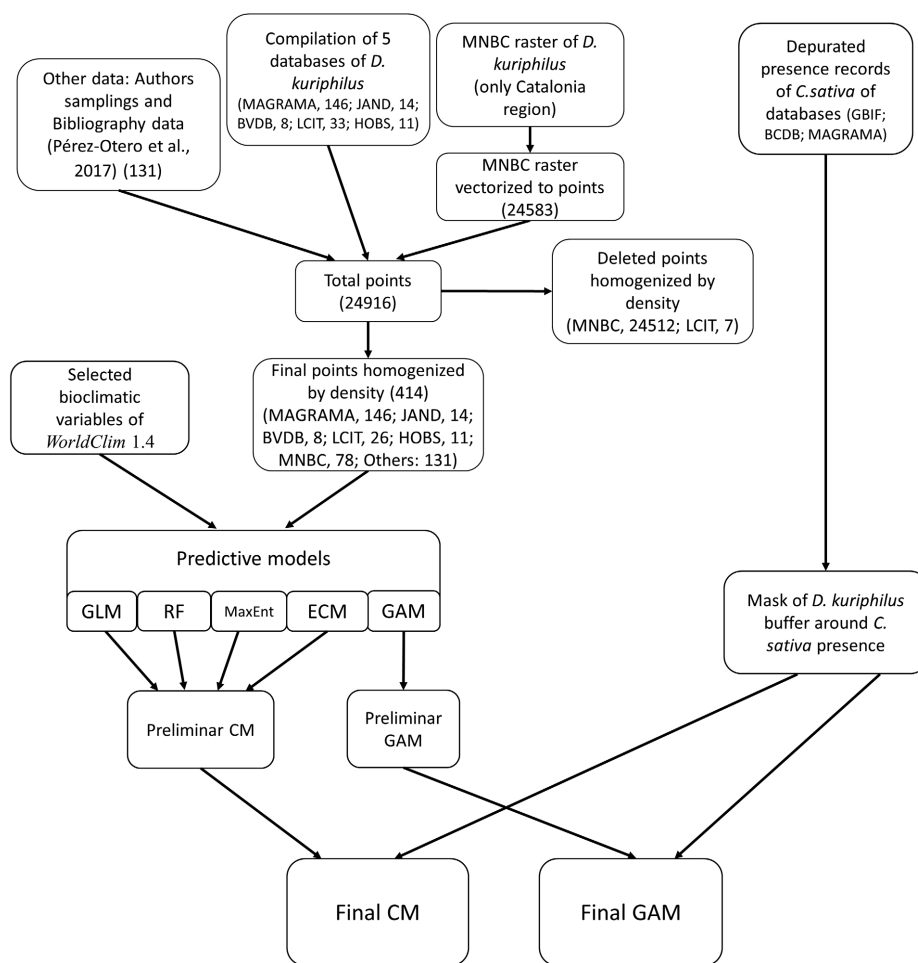 Other data: Authors
samplings and
Bibliography data
(Pérez-Otero et al.,
2017) (131)
Compilation of 5
databases of D.
kuriphilus
(MAGRAMA, 146; JAND, 14;
BVDB, 8; LCIT, 33; HOBS, 11)
MNBC raster of D.
kuriphilus
(only Catalonia
region)
MNBC raster
vectorized to points
(24583)
Depurated
presence records
of C.sativa of
databases (GBIF;
BCDB; MAGRAMA)
Total points
(24916)
Deleted points
homogenized by
density
(MNBC, 24512; LCIT, 7)
Selected
bioclimatic
variables of
WorldClim 1.4
Final points homogenized
by density (414)
(MAGRAMA, 146; JAND, 14;
BVDB, 8; LCIT, 26; HOBS, 11;
MNBC, 78; Others: 131)
Predictive models
GLM
RF
MaxEnt
ECM
GAM
Mask of D. kuriphilus
buffer around C.
sativa presence
Preliminar CM
Preliminar
GAM
Final CM
Final GAM